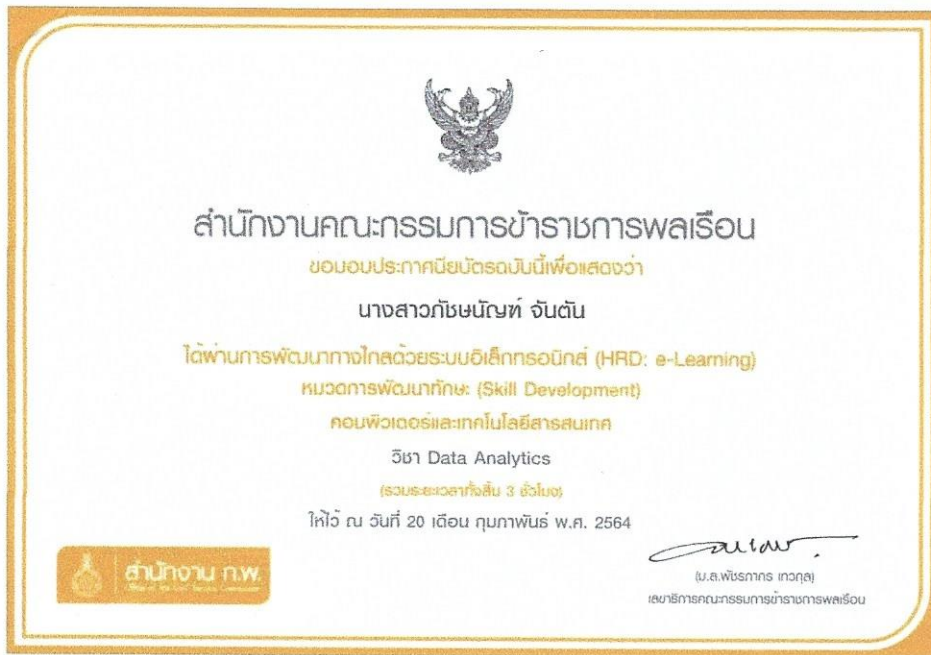 สำนักงานคณะกรรมการข้าราชการพลเรือน
ขอมอบประกาศนียบัตรฉบับนี้เพื่อแสดงว่า
นางสาวภัชษนัญฑ์ จันตัน
ได้ผ่านการพัฒนาทางไกลด้วยระบบอิเล็กทรอนิกส์ (HRD: e-Learning)
หมวดการพัฒนาทักษะ (Skill Development)
คอมพิวเตอร์และเทคโนโลยีสารสนเทศ
วิชา Data Analytics
(รวมระยะเวลาทั้งสิ้น 3 ชั่วโมง)
ให้ไว้ ณ วันที่ 20 เดือน กุมภาพันธ์ พ.ศ. 2564
(ม.ล.พัชรภากร เทวกุล)
เลขาธิการคณะกรรมการข้าราชการพลเรือน
สำนักงาน ก.พ.
Office of the Civil Service Commission